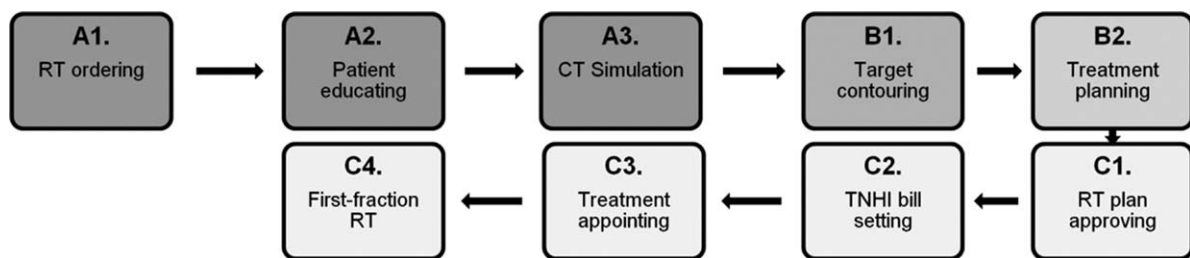 A1.
RT ordering
A2.
Patient
educating
A3.
CT Simulation
B1.
Target
contouring
B2.
Treatment
planning
C4.
First-fraction
RT
C3.
Treatment
appointing
C2.
TNHI bill
setting
C1.
RT plan
approving